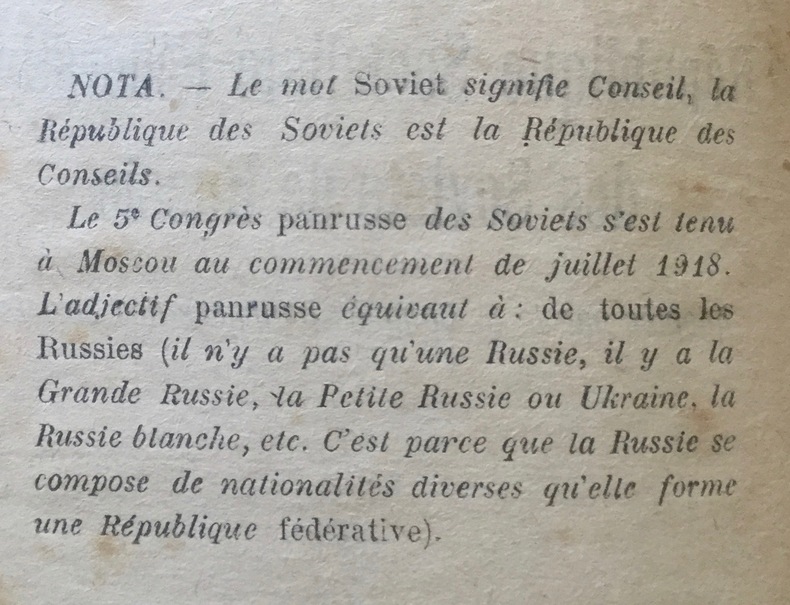 NOTA. — Le mot Soviet signifie Conseil, la
République des Soviets est la République des
Conseils.
Le 5e Congrès panrusse des Soviets s'est tenu
à Moscou au commencement de juillet 1918.
L'adjectif panrusse équivaut à : de toutes les
Russies (il n'y a pas qu'une Russie, il y a la
Grande Russie, la Petite Russie ou Ukraine, la
Russie blanche, etc. C'est parce que la Russie se
compose de nationalités diverses qu'elle forme
une République fédérative).